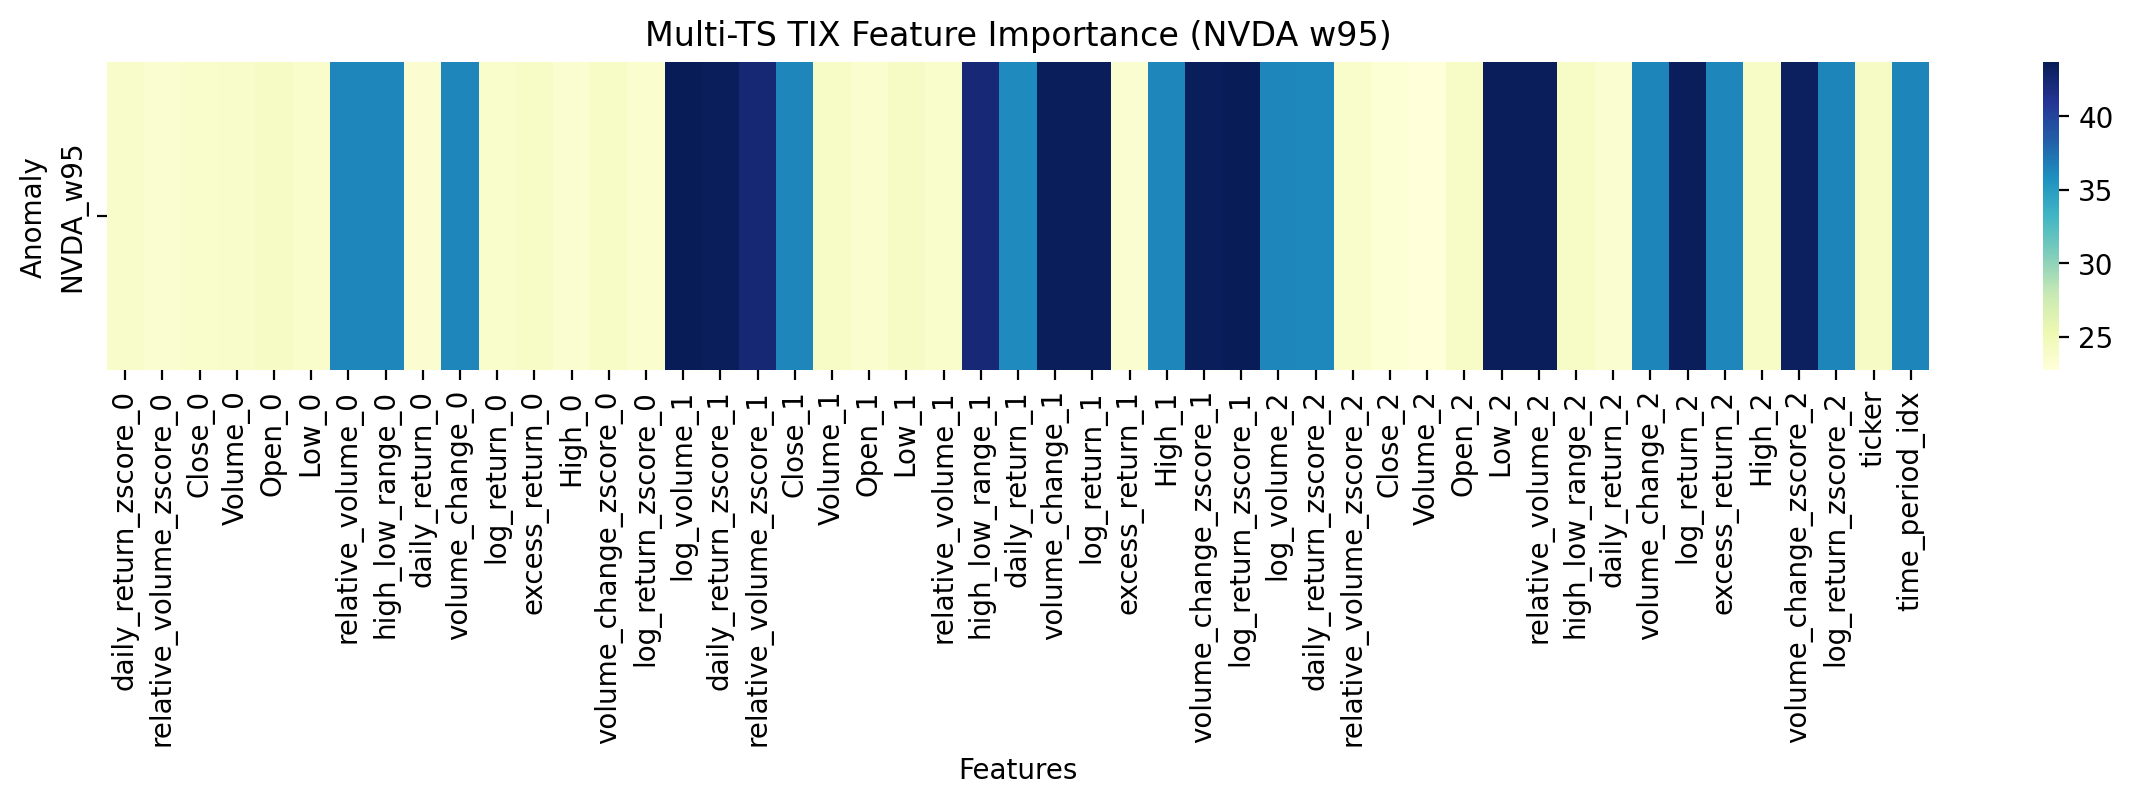 Multi-TS TIX Feature Importance (NVDA w95)
Anomaly
NVDA_w95
40
35
30
25
daily_return_zscore_0
relative_volume_zscore_0
Close_0
Volume_0
Open_0
Low_0
relative_volume_0
high_low_range_0
daily_return_0
volume_change_0
log_return_0
excess_return_0
High_0
volume_change_zscore_0
log_return_zscore_0
log_volume_1
daily_return_zscore_1
relative_volume_zscore_1
Close_1
Volume_1
Open_1
Low_1
relative_volume_1
high_low_range_1
daily_return_1
volume_change_1
log_return_1
excess_return_1
High_1
volume_change_zscore_1
log_return_zscore_1
log_volume_2
daily_return_zscore_2
relative_volume_zscore_2
Close_2
Volume_2
Open_2
Low_2
relative_volume_2
high_low_range_2
daily_return_2
volume_change_2
log_return_2
excess_return_2
High_2
volume_change_zscore_2
log_return_zscore_2
ticker
time_period_idx
Features